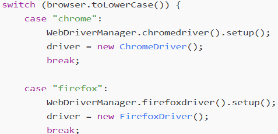 switch (browser.toLowerCase()) {
    case "chrome":
        WebDriverManager.chromedriver().setup();
        driver = new ChromeDriver();
        break;

    case "firefox":
        WebDriverManager.firefoxdriver().setup();
        driver = new FirefoxDriver();
        break;